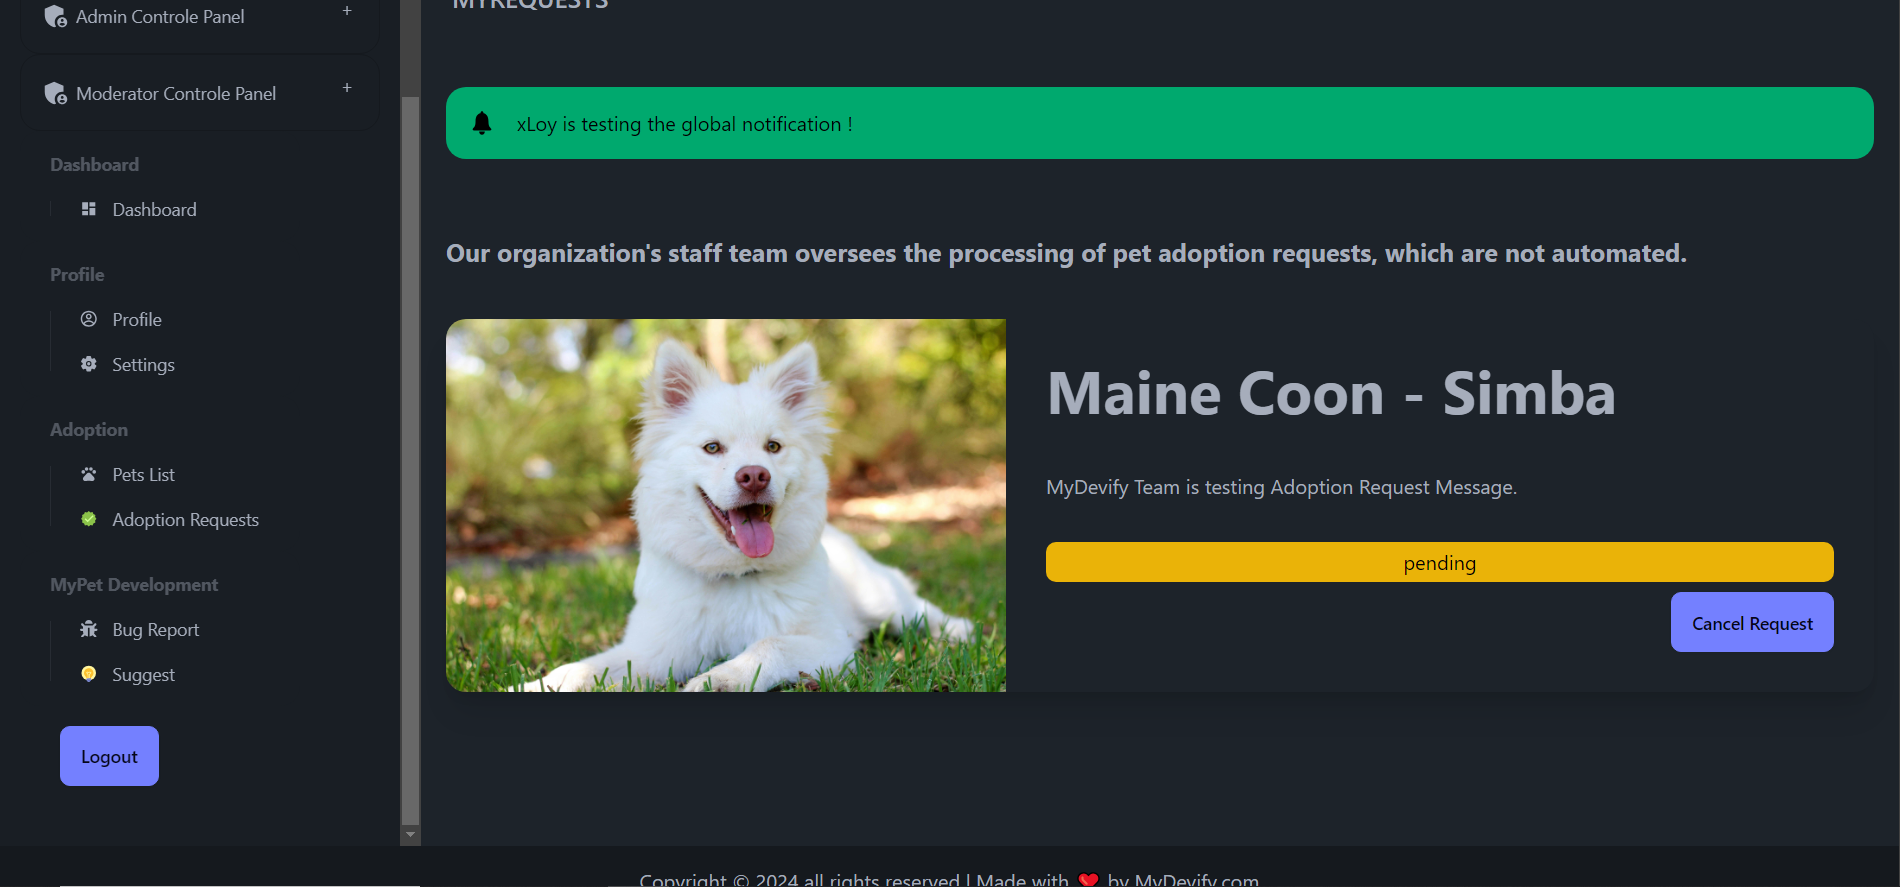 Admin Controle Panel +
Moderator Controle Panel +
Dashboard
Dashboard
Profile
Profile
Settings
Adoption
Pets List
Adoption Requests
MyPet Development
Bug Report
Suggest
Logout
MYREQUESTS
xLoy is testing the global notification !
Our organization's staff team oversees the processing of pet adoption requests, which are not automated.
Maine Coon - Simba
MyDevify Team is testing Adoption Request Message.
pending
Cancel Request
Copyright © 2024 all rights reserved | Made with ❤️ by MyDevify.com